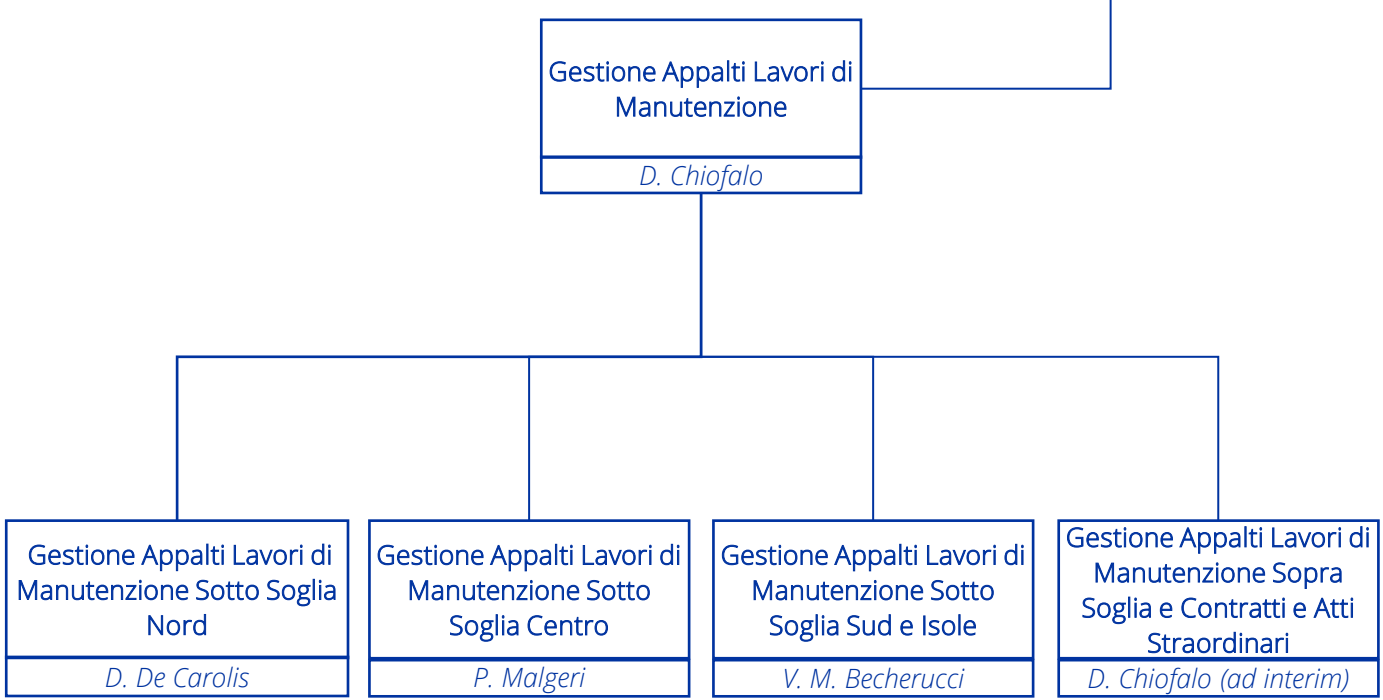 Gestione Appalti Lavori di
Manutenzione
D. Chiofalo
Gestione Appalti Lavori di
Manutenzione Sotto Soglia
Nord
D. De Carolis
Gestione Appalti Lavori di
Manutenzione Sotto
Soglia Centro
P. Malgeri
Gestione Appalti Lavori di
Manutenzione Sotto
Soglia Sud e Isole
V. M. Becherucci
Gestione Appalti Lavori di
Manutenzione Sopra
Soglia e Contratti e Atti
Straordinari
D. Chiofalo (ad interim)